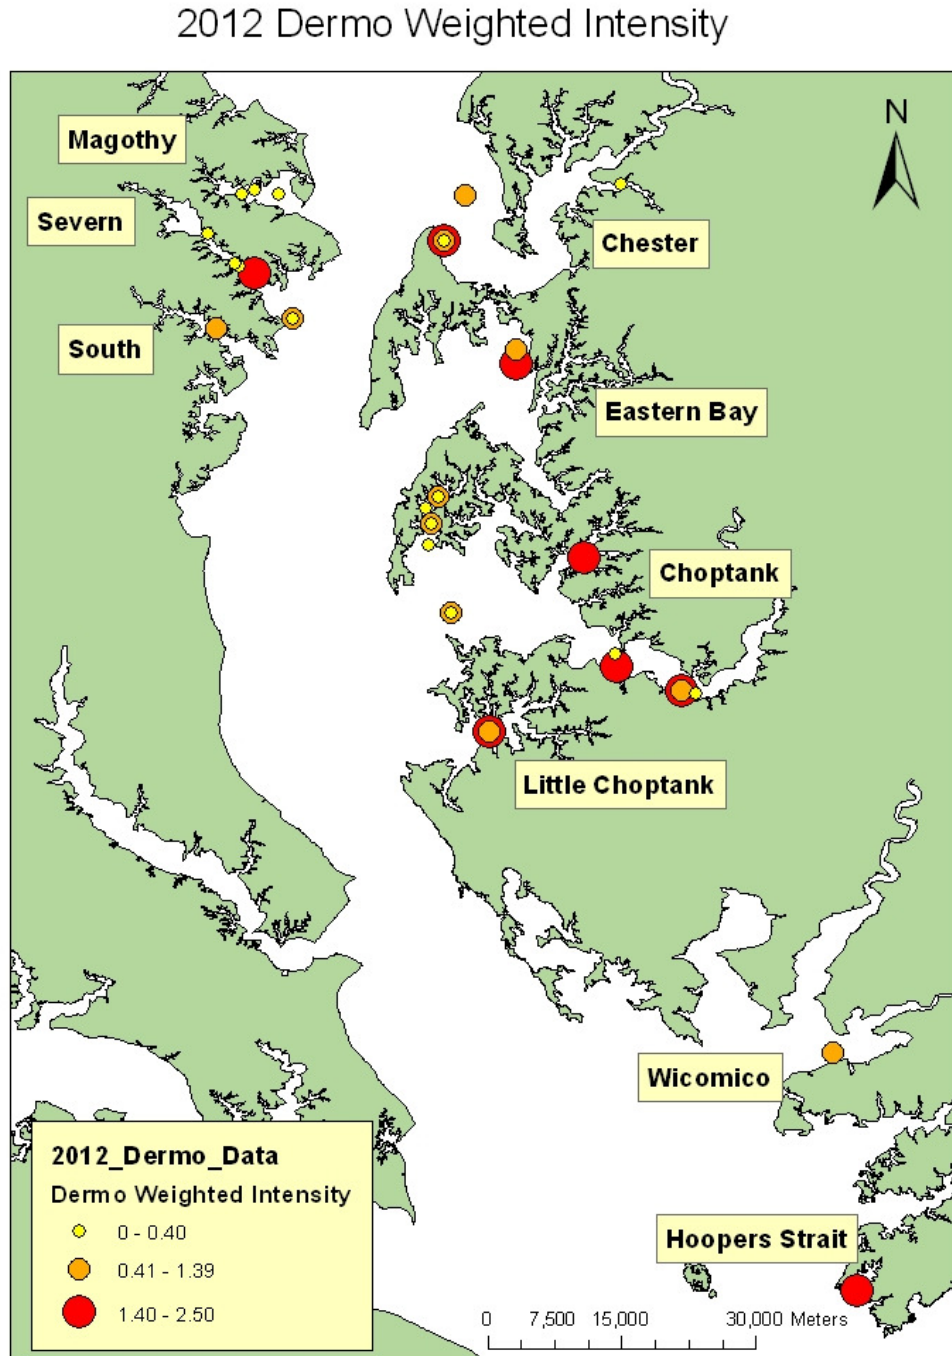 2012 Dermo Weighted Intensity
N
Magothy
Severn
Chester
South
Eastern Bay
Choptank
Little Choptank
Wicomico
Hoopers Strait
2012_Dermo_Data
Dermo Weighted Intensity
0 - 0.40
0.41 - 1.39
1.40 - 2.50
0 7,500 15,000 30,000 Meters